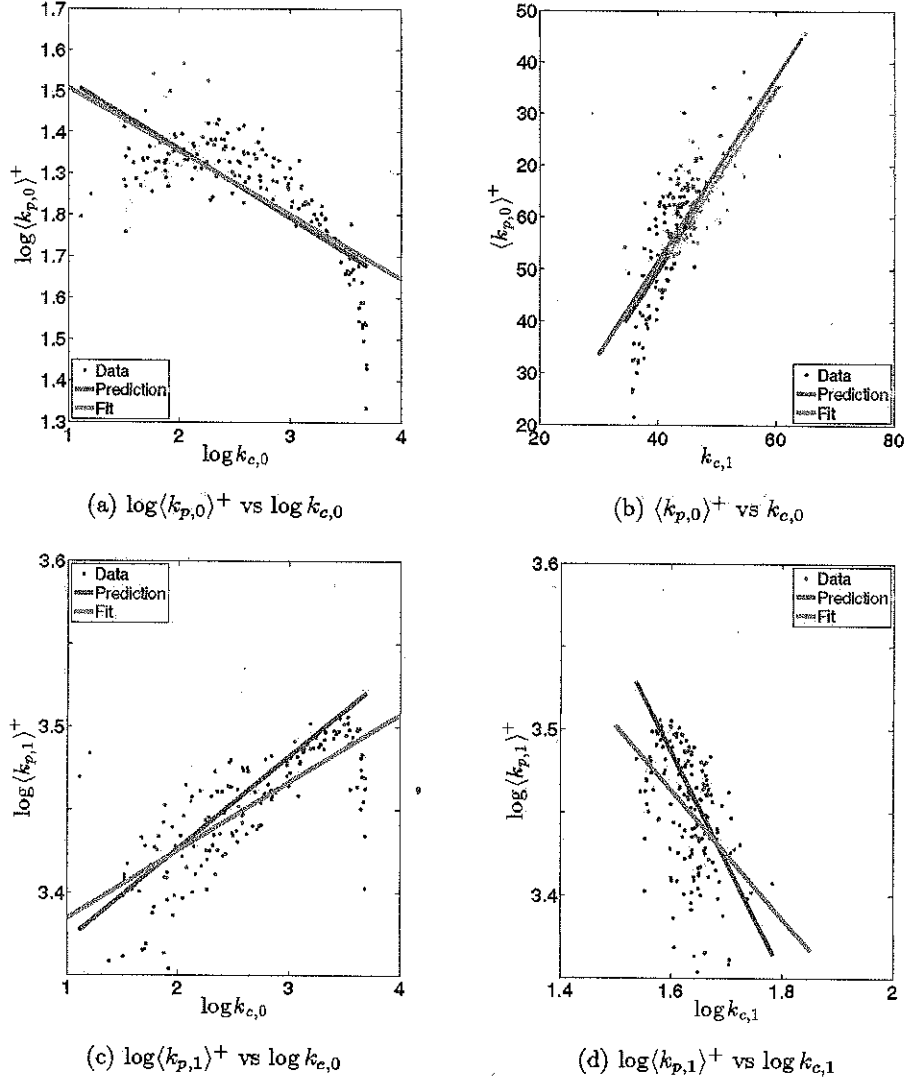 1.7
1.6
1.5
1.4
1.3
1.8
1.7
1.6
1.5
1.4
1.3
log⟨k_{p,0}⟩^+
Data
Prediction
Fit
1 2 3 4
log k_{c,0}
(a) log⟨k_{p,0}⟩^+ vs log k_{c,0}
50
40
30
20
60
50
40
30
20
⟨k_{p,0}⟩^+
Data
Prediction
Fit
20 40 60 80
k_{c,1}
(b) ⟨k_{p,0}⟩^+ vs k_{c,0}
3.6
3.5
3.4
log⟨k_{p,1}⟩^+
Data
Prediction
Fit
1 2 3 4
log k_{c,0}
(c) log⟨k_{p,1}⟩^+ vs log k_{c,0}
3.6
3.5
3.4
log⟨k_{p,1}⟩^+
Data
Prediction
Fit
1.4 1.6 1.8 2
log k_{c,1}
(d) log⟨k_{p,1}⟩^+ vs log k_{c,1}